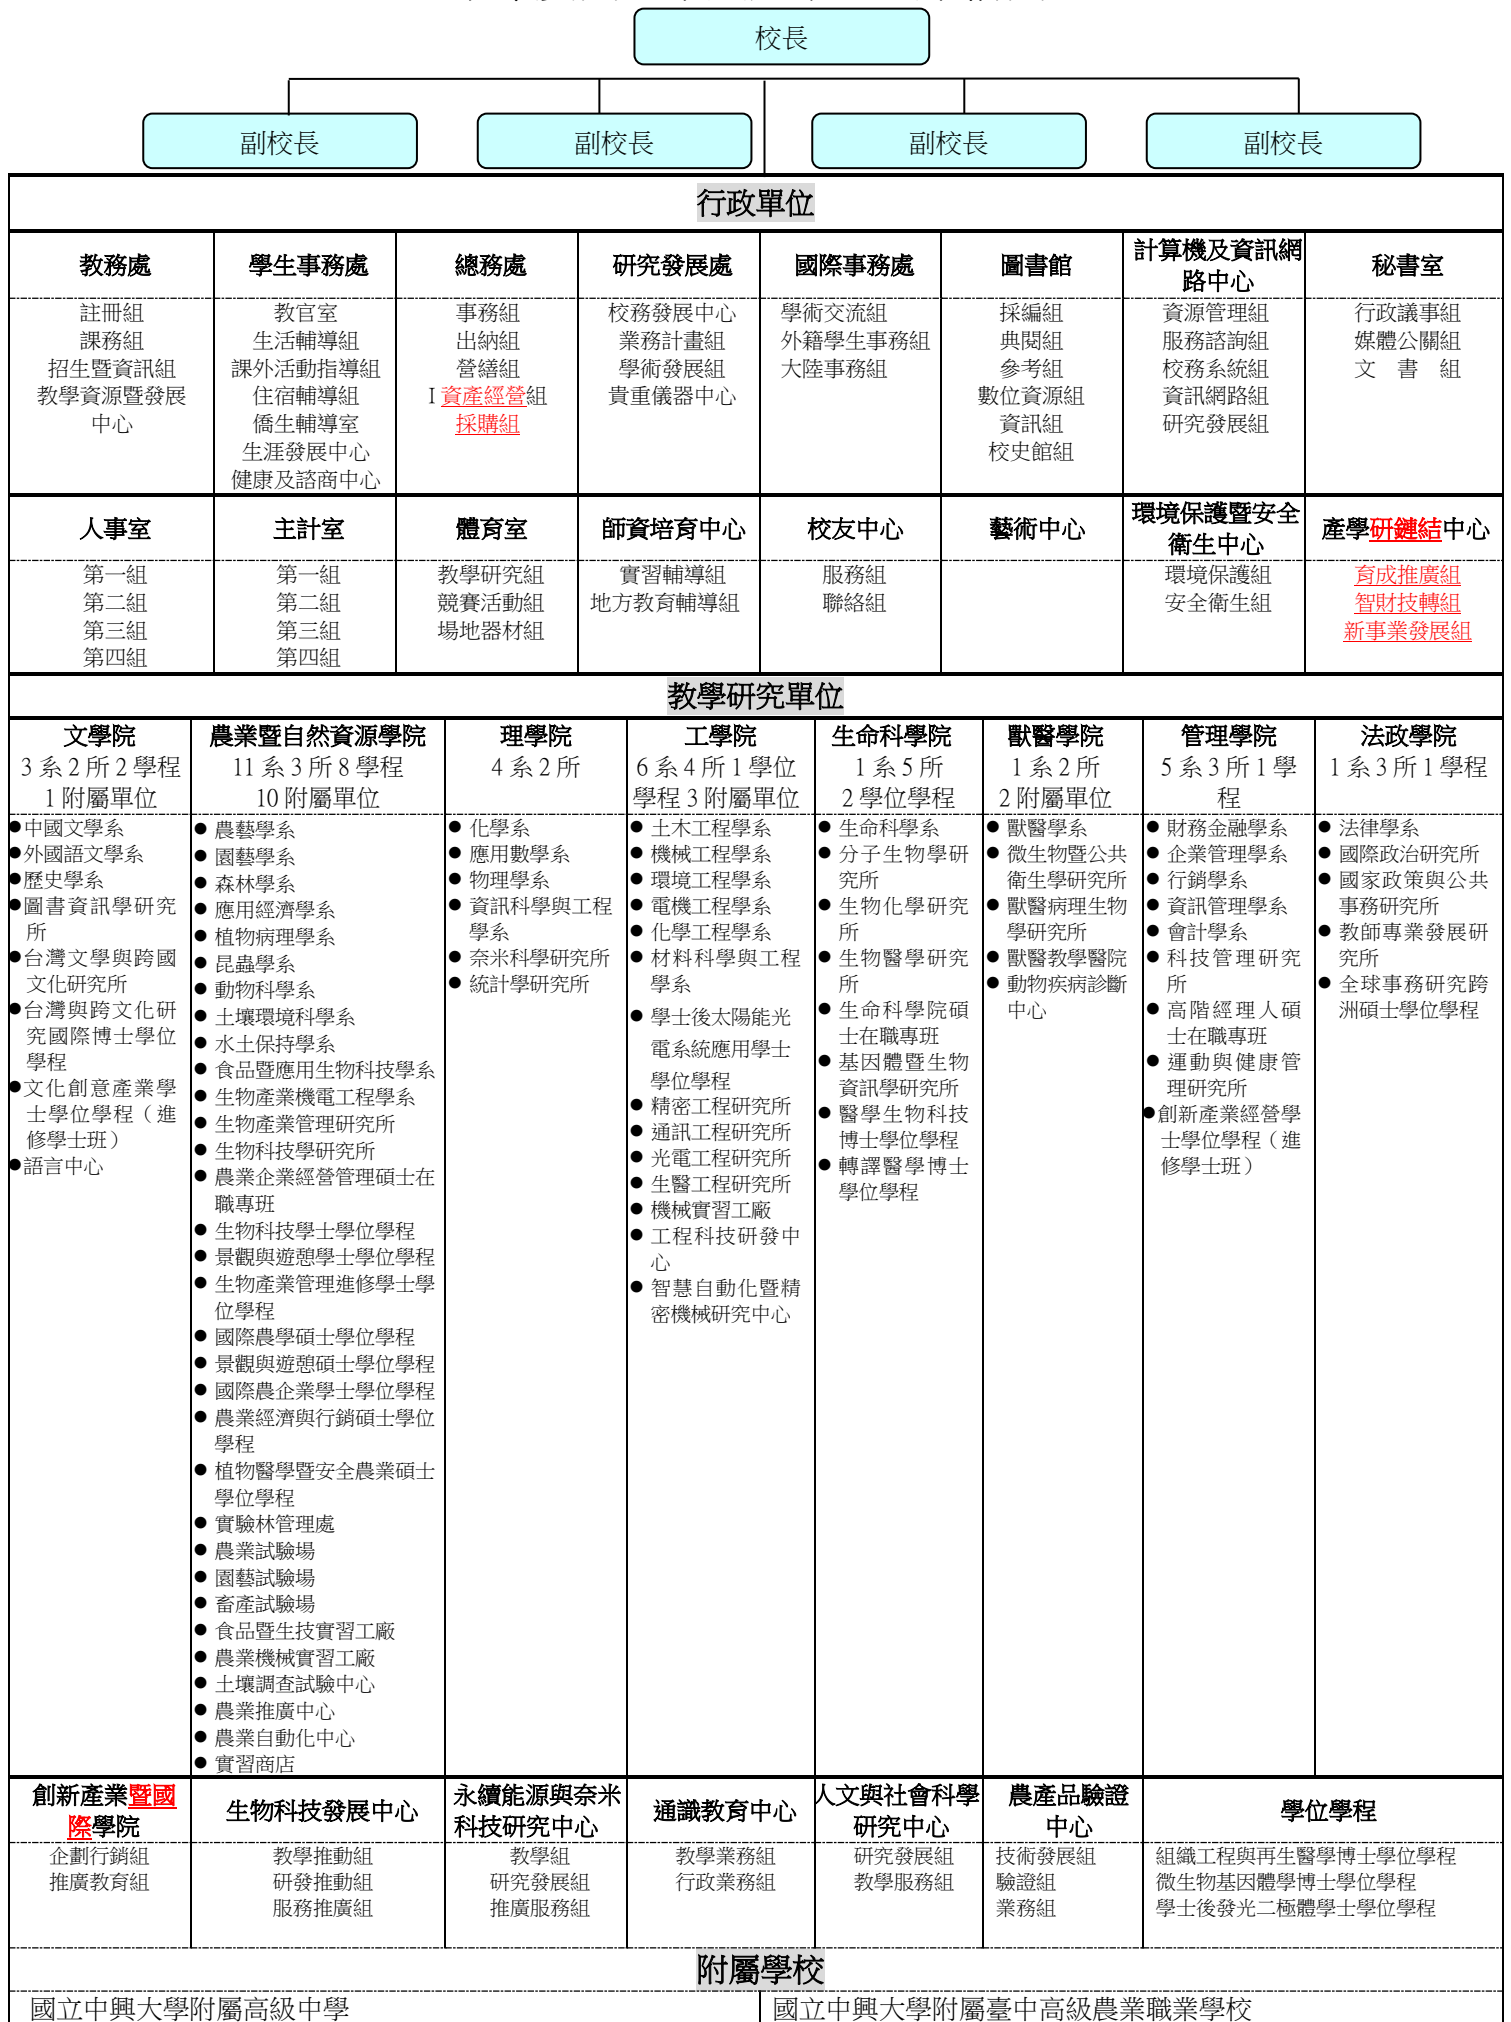 校長
副校長
副校長
副校長
副校長
行政單位
教務處
註冊組
課務組
招生暨資訊組
教學資源暨發展
中心
學生事務處
教官室
生活輔導組
課外活動指導組
住宿輔導組
僑生輔導室
生涯發展中心
健康及諮商中心
總務處
事務組
出納組
營繕組
I 資產經營組
採購組
研究發展處
校務發展中心
業務計畫組
學術發展組
貴重儀器中心
國際事務處
學術交流組
外籍學生事務組
大陸事務組
圖書館
採編組
典閱組
參考組
數位資源組
資訊組
校史館組
計算機及資訊網
路中心
資源管理組
服務諮詢組
校務系統組
資訊網路組
研究發展組
秘書室
行政議事組
媒體公關組
文 書 組
人事室
第一組
第二組
第三組
第四組
主計室
第一組
第二組
第三組
第四組
體育室
教學研究組
競賽活動組
場地器材組
師資培育中心
實習輔導組
地方教育輔導組
校友中心
服務組
聯絡組
藝術中心
環境保護暨安全
衛生中心
環境保護組
安全衛生組
產學研鏈結中心
育成推廣組
智財技轉組
新事業發展組
教學研究單位
文學院
3 系 2 所 2 學程
1 附屬單位
●中國文學系
●外國語文學系
●歷史學系
●圖書資訊學研究
所
●台灣文學與跨國
文化研究所
●台灣與跨文化研
究國際博士學位
學程
●文化創意產業學
士學位學程（進
修學士班）
●語言中心
農業暨自然資源學院
11 系 3 所 8 學程
10 附屬單位
● 農藝學系
● 園藝學系
● 森林學系
● 應用經濟學系
● 植物病理學系
● 昆蟲學系
● 動物科學系
● 土壤環境科學系
● 水土保持學系
● 食品暨應用生物科技學系
● 生物產業機電工程學系
● 生物產業管理研究所
● 生物科技學研究所
● 農業企業經營管理碩士在
職專班
● 生物科技學士學位學程
● 景觀與遊憩學士學位學程
● 生物產業管理進修學士學
位學程
● 國際農學碩士學位學程
● 景觀與遊憩碩士學位學程
● 國際農企業學士學位學程
● 農業經濟與行銷碩士學位
學程
● 植物醫學暨安全農業碩士
學位學程
● 實驗林管理處
● 農業試驗場
● 園藝試驗場
● 畜產試驗場
● 食品暨生技實習工廠
● 農業機械實習工廠
● 土壤調查試驗中心
● 農業推廣中心
● 農業自動化中心
● 實習商店
理學院
4 系 2 所
● 化學系
● 應用數學系
● 物理學系
● 資訊科學與工程
學系
● 奈米科學研究所
● 統計學研究所
工學院
6 系 4 所 1 學位
學程 3 附屬單位
● 土木工程學系
● 機械工程學系
● 環境工程學系
● 電機工程學系
● 化學工程學系
● 材料科學與工程
學系
● 學士後太陽能光
電系統應用學士
學位學程
● 精密工程研究所
● 通訊工程研究所
● 光電工程研究所
● 生醫工程研究所
● 機械實習工廠
● 工程科技研發中
心
● 智慧自動化暨精
密機械研究中心
生命科學院
1 系 5 所
2 學位學程
● 生命科學系
● 分子生物學研
究所
● 生物化學研究
所
● 生物醫學研究
所
● 生命科學院碩
士在職專班
● 基因體暨生物
資訊學研究所
● 醫學生物科技
博士學位學程
● 轉譯醫學博士
學位學程
獸醫學院
1 系 2 所
2 附屬單位
● 獸醫學系
● 微生物暨公共
衛生學研究所
● 獸醫病理生物
學研究所
● 獸醫教學醫院
● 動物疾病診斷
中心
管理學院
5 系 3 所 1 學
程
● 財務金融學系
● 企業管理學系
● 行銷學系
● 資訊管理學系
● 會計學系
● 科技管理研究
所
● 高階經理人碩
士在職專班
● 運動與健康管
理研究所
●創新產業經營學
士學位學程（進
修學士班）
法政學院
1 系 3 所 1 學程
● 法律學系
● 國際政治研究所
● 國家政策與公共
事務研究所
● 教師專業發展研
究所
● 全球事務研究跨
洲碩士學位學程
創新產業暨國
際學院
企劃行銷組
推廣教育組
生物科技發展中心
教學推動組
研發推動組
服務推廣組
永續能源與奈米
科技研究中心
教學組
研究發展組
推廣服務組
通識教育中心
教學業務組
行政業務組
人文與社會科學
研究中心
研究發展組
教學服務組
農產品驗證
中心
技術發展組
驗證組
業務組
學位學程
組織工程與再生醫學博士學位學程
微生物基因體學博士學位學程
學士後發光二極體學士學位學程
附屬學校
國立中興大學附屬高級中學
國立中興大學附屬臺中高級農業職業學校